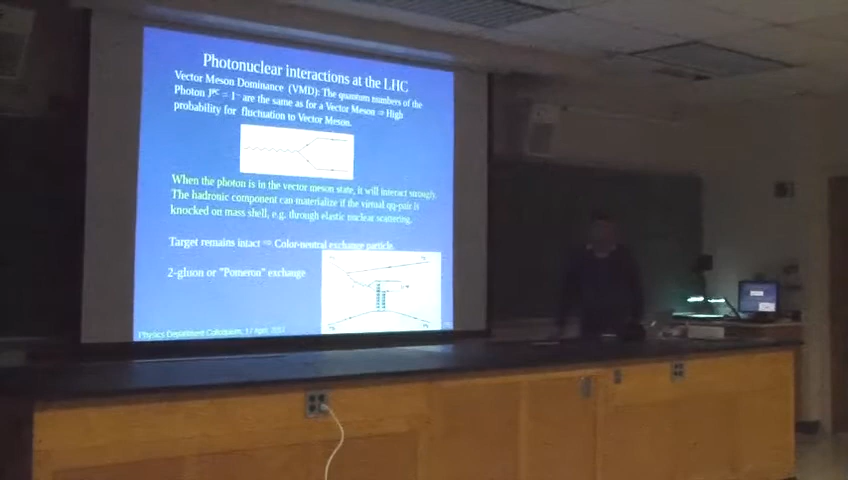 Photonuclear interactions at the LHC
Vector Meson Dominance (VMD): The quantum numbers of the
Photon J^PC = 1^-- are the same as for a Vector Meson ⇒ High
probability for fluctuation to Vector Meson.
When the photon is in the vector meson state, it will interact strongly.
The hadronic component can materialize if the virtual qq-pair is
knocked on mass shell, e.g. through elastic nuclear scattering.
Target remains intact ⇒ Color-neutral exchange particle.
2-gluon or "Pomeron" exchange
Physics Department Colloquium, 17 April,